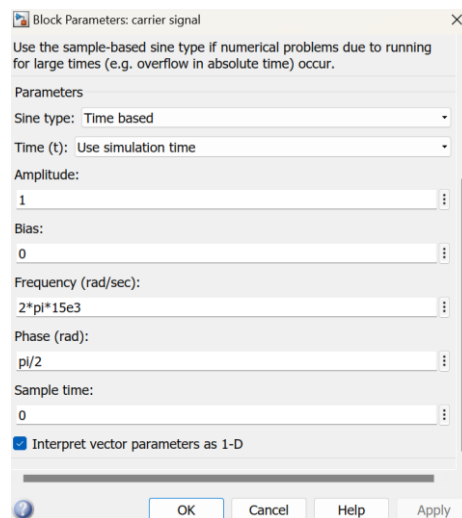 Block Parameters: carrier signal
Use the sample-based sine type if numerical problems due to running
for large times (e.g. overflow in absolute time) occur.
Parameters
Sine type: Time based
Time (t): Use simulation time
Amplitude:
1
Bias:
0
Frequency (rad/sec):
2*pi*15e3
Phase (rad):
pi/2
Sample time:
0
Interpret vector parameters as 1-D
OK Cancel Help Apply